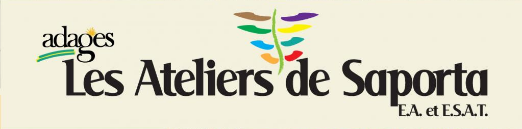 adages
Les Ateliers de Saporta
E.A. et E.S.A.T.